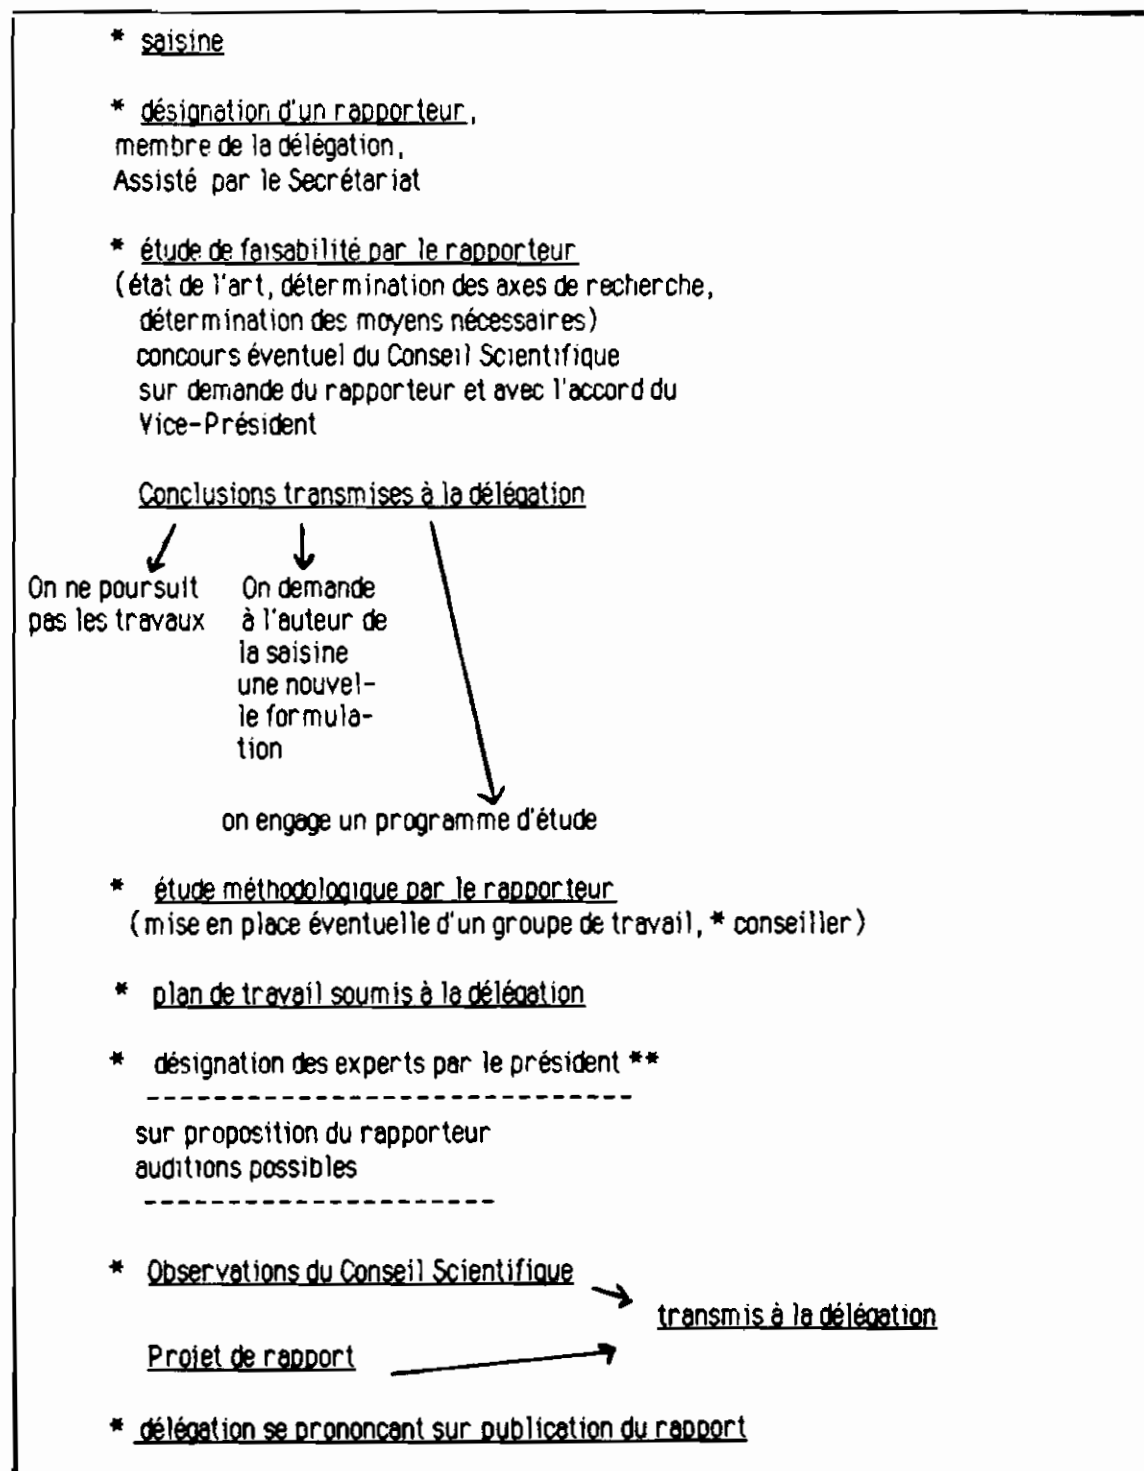 * saisine
* désignation d'un rapporteur,
membre de la délégation,
Assisté par le Secrétariat
* étude de faisabilité par le rapporteur
(état de l'art, détermination des axes de recherche,
détermination des moyens nécessaires)
concours éventuel du Conseil Scientifique
sur demande du rapporteur et avec l'accord du
Vice-Président
Conclusions transmises à la délégation
On ne poursuit
pas les travaux
On demande
à l'auteur de
la saisine
une nouvel-
le formula-
tion
on engage un programme d'étude
* étude méthodologique par le rapporteur
(mise en place éventuelle d'un groupe de travail, * conseiller)
* plan de travail soumis à la délégation
* désignation des experts par le président **
sur proposition du rapporteur
auditions possibles
* Observations du Conseil Scientifique
transmis à la délégation
Projet de rapport
* délégation se prononcant sur publication du rapport